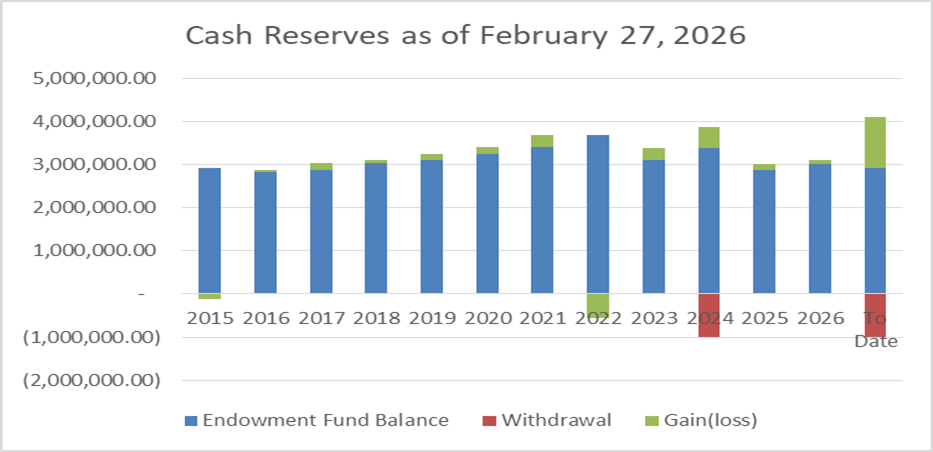 Cash Reserves as of February 27, 2026
5,000,000.00
4,000,000.00
3,000,000.00
2,000,000.00
1,000,000.00
-
2015 2016 2017 2018 2019 2020 2021 2022 2023 2024 2025 2026 To
Date
(1,000,000.00)
(2,000,000.00)
Endowment Fund Balance Withdrawal Gain(loss)